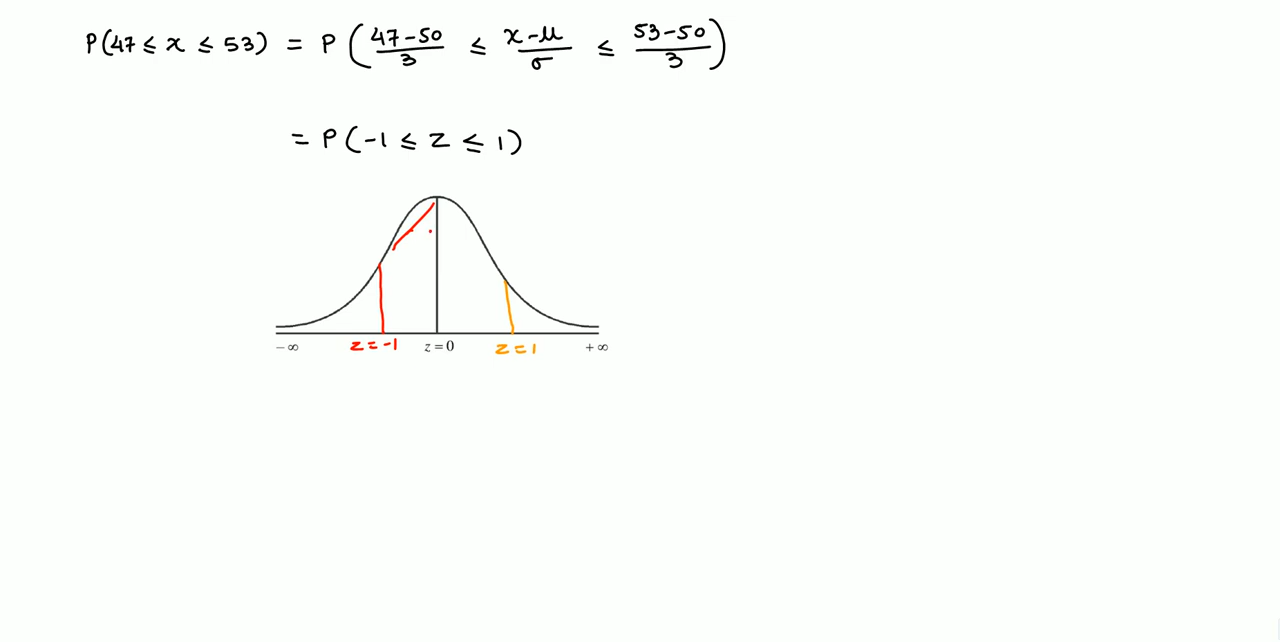 P(47 ≤ x ≤ 53) = P(47-50/3 ≤ x-μ/σ ≤ 53-50/3)
= P(-1 ≤ z ≤ 1)
-∞ z=-1 z=0 z=1 +∞